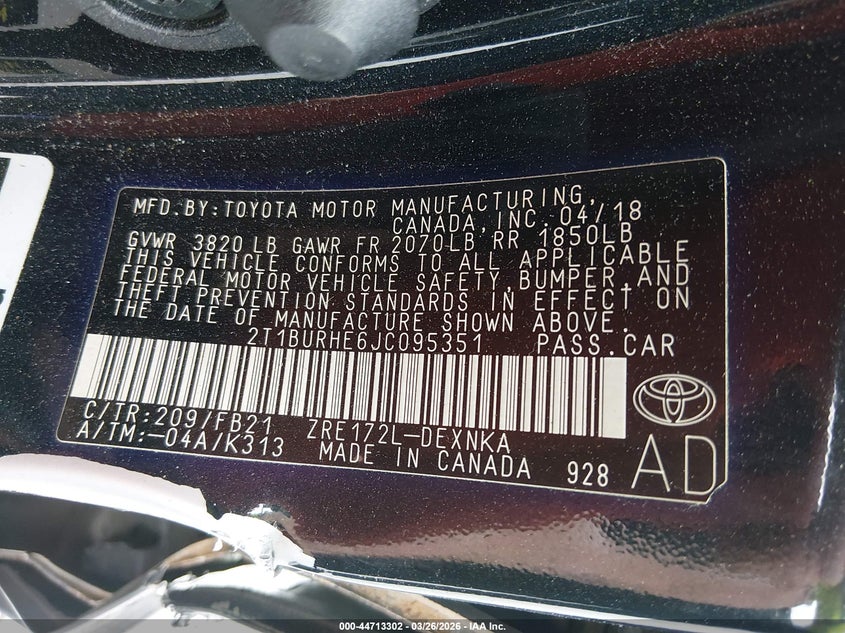 MFD.BY:TOYOTA MOTOR MANUFACTURING,
CANADA,INC. 04/18
GVWR 3820 LB GAWR FR 2070LB RR 1850LB
THIS VEHICLE CONFORMS TO ALL APPLICABLE
FEDERAL MOTOR VEHICLE SAFETY,BUMPER,AND
THEFT PREVENTION STANDARDS IN EFFECT ON
THE DATE OF MANUFACTURE SHOWN ABOVE.
2T1BURHE6JC095351 PASS.CAR
C/TR:209/FB21 ZRE172L-DEXNKA
A/TM:-04A/K313 MADE IN CANADA 928 AD
000-44713302 - 03/26/2026 - IAA Inc.